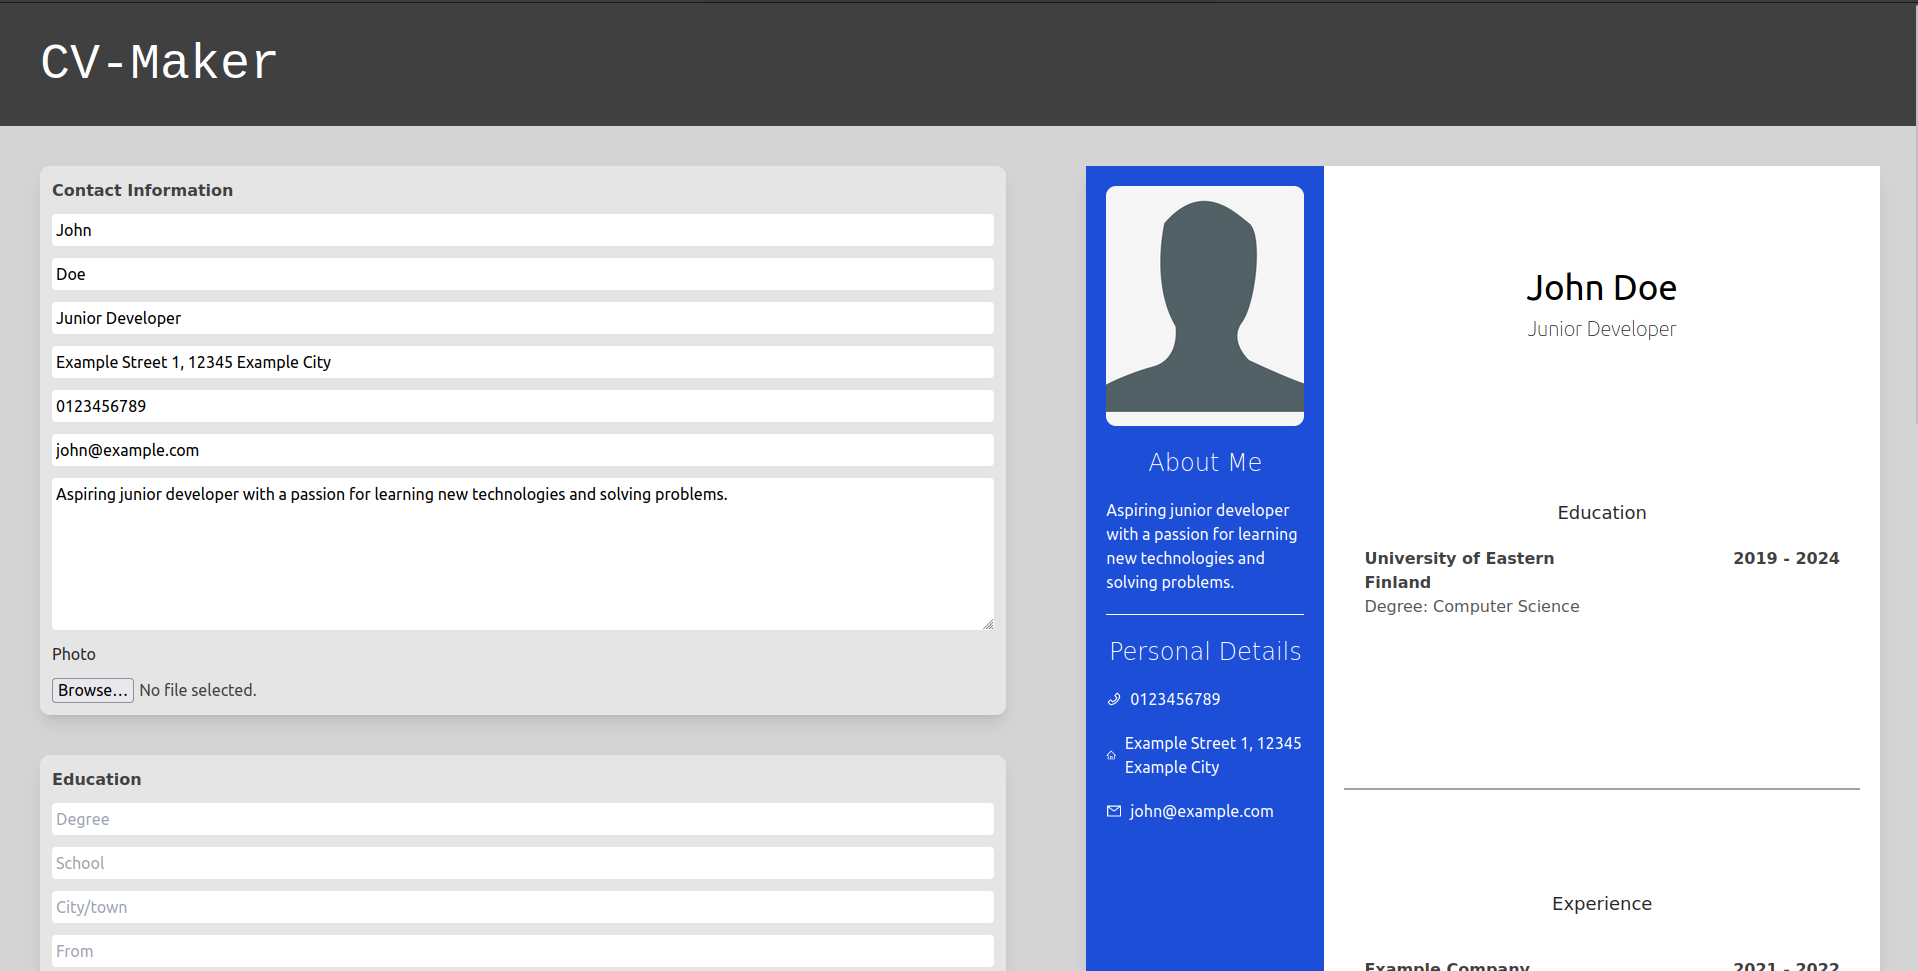 CV-Maker
Contact Information
John
Doe
Junior Developer
Example Street 1, 12345 Example City
0123456789
john@example.com
Aspiring junior developer with a passion for learning new technologies and solving problems.
Photo
Browse... No file selected.
Education
Degree
School
City/town
From
About Me
Aspiring junior developer
with a passion for learning
new technologies and
solving problems.
Personal Details
0123456789
Example Street 1, 12345
Example City
john@example.com
John Doe
Junior Developer
Education
University of Eastern 2019 - 2024
Finland
Degree: Computer Science
Experience
Example Company 2021 - 2022